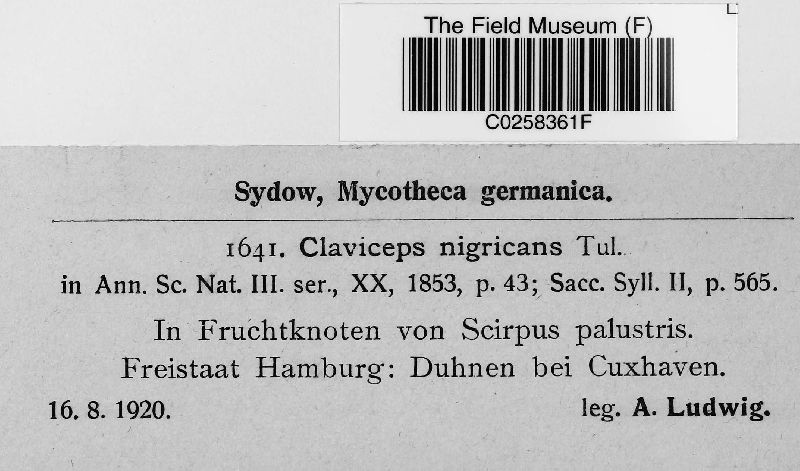 The Field Museum (F)
C0258361F
Sydow, Mycotheca germanica.
1641. Claviceps nigricans Tul.
in Ann. Sc. Nat. III. ser., XX, 1853, p. 43; Sacc. Syll. II, p. 565.
In Fruchtknoten von Scirpus palustris.
Freistaat Hamburg: Duhnen bei Cuxhaven.
16. 8. 1920. leg. A. Ludwig.